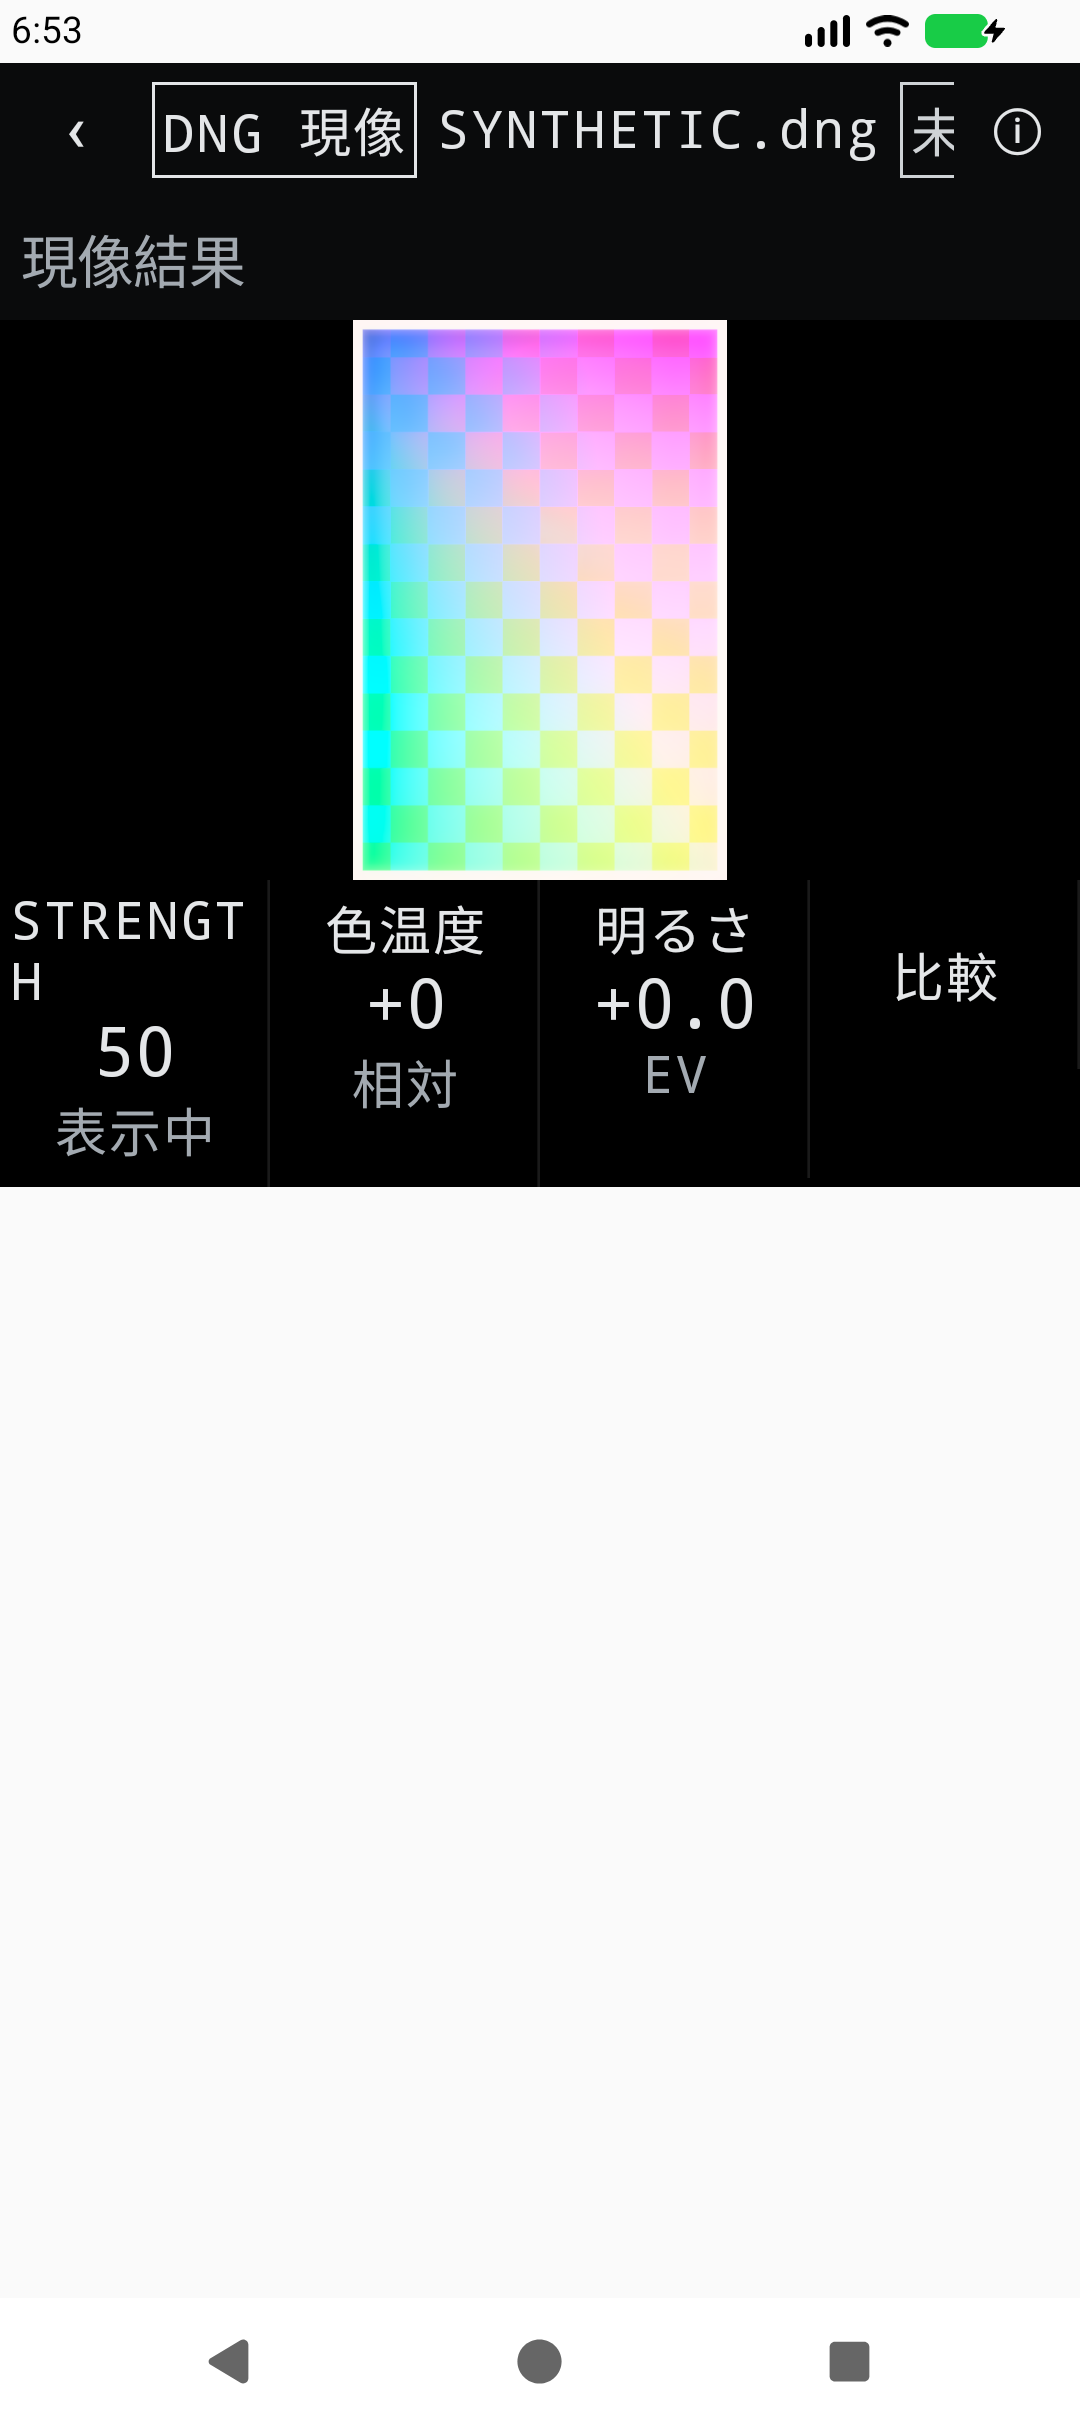 6:53
‹ DNG 現像 SYNTHETIC.dng 未
現像結果
STRENGT
H
50
表示中
色温度
+0
相対
明るさ
+0.0
EV
比較